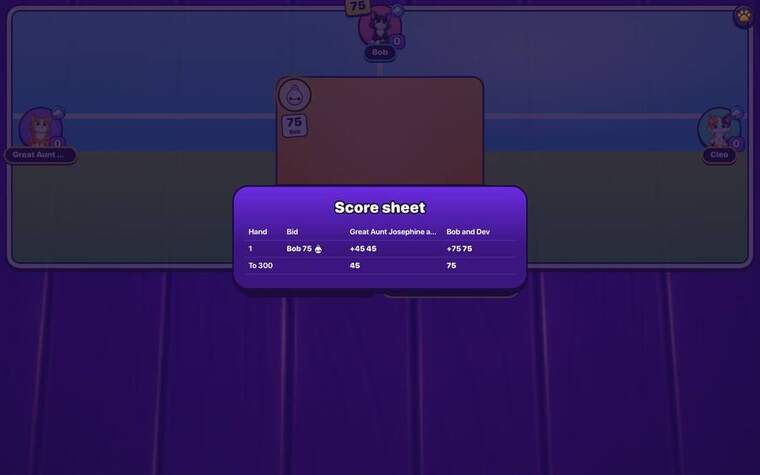 75
Bob
0
75
Bob
Great Aunt ...
0
Cleo
0
Score sheet
Hand Bid Great Aunt Josephine a... Bob and Dev
1 Bob 75 +45 45 +75 75
To 300 45 75